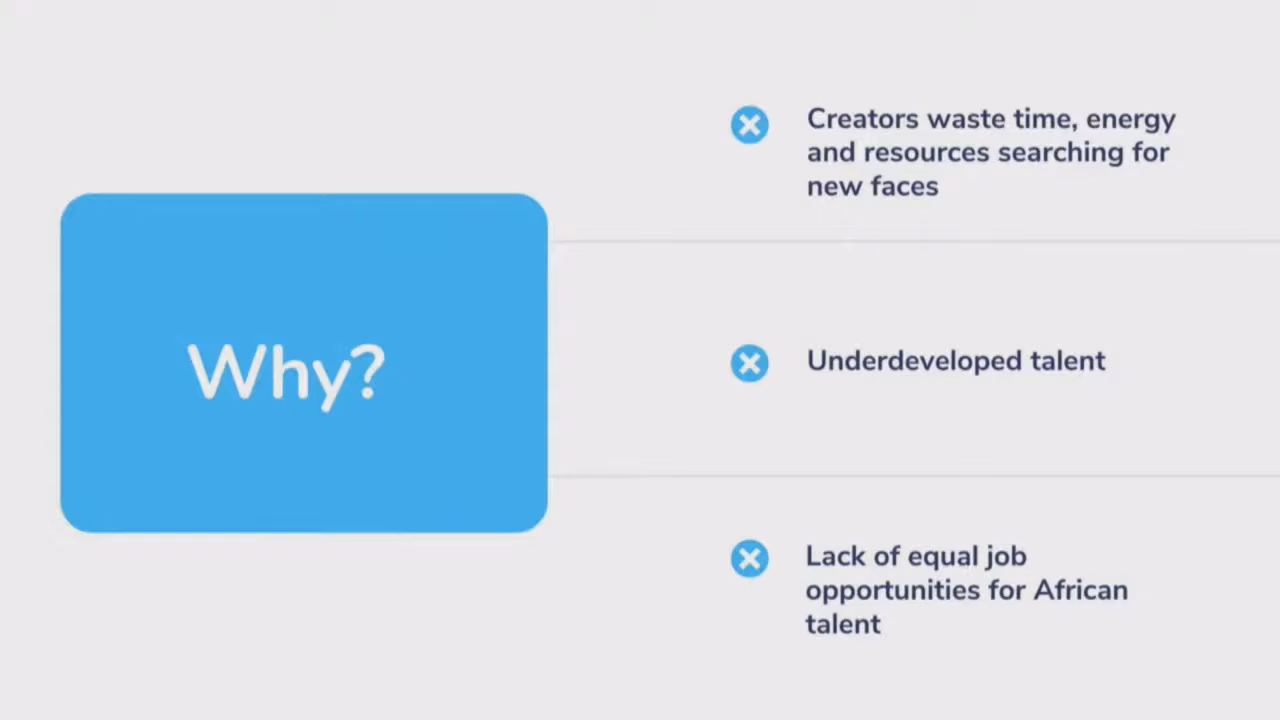 Why?
Creators waste time, energy
and resources searching for
new faces
Underdeveloped talent
Lack of equal job
opportunities for African
talent